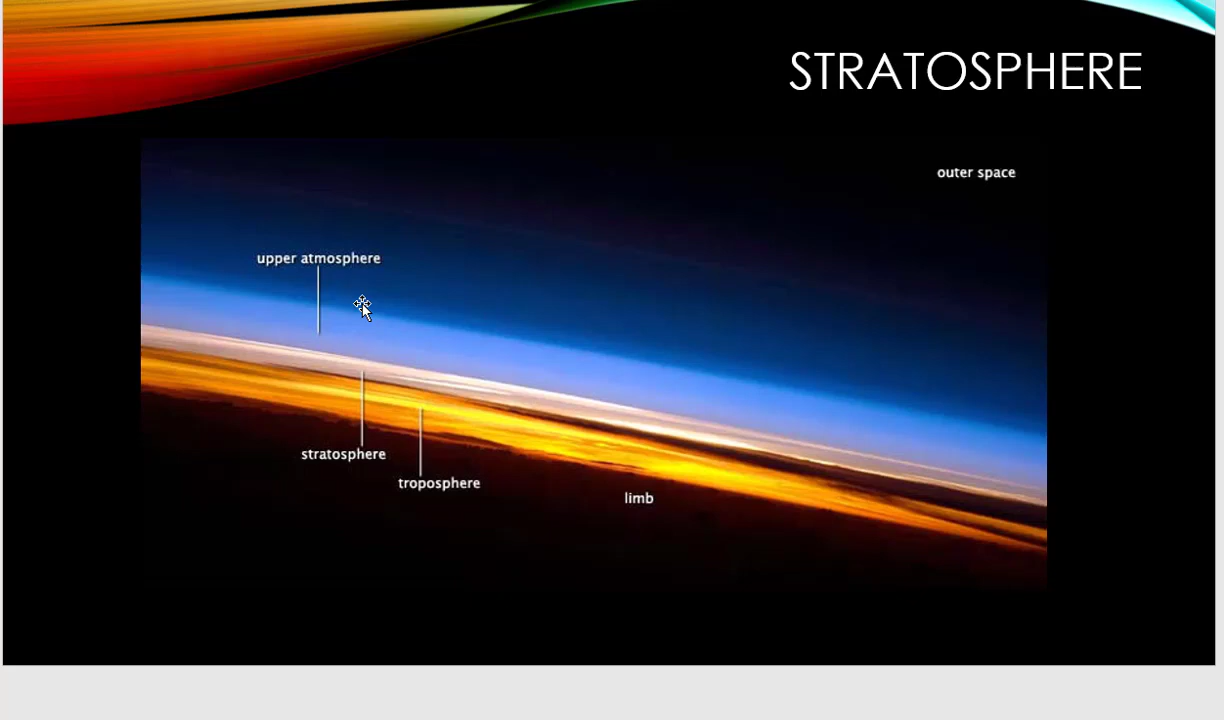 STRATOSPHERE
outer space
upper atmosphere
stratosphere
troposphere
limb